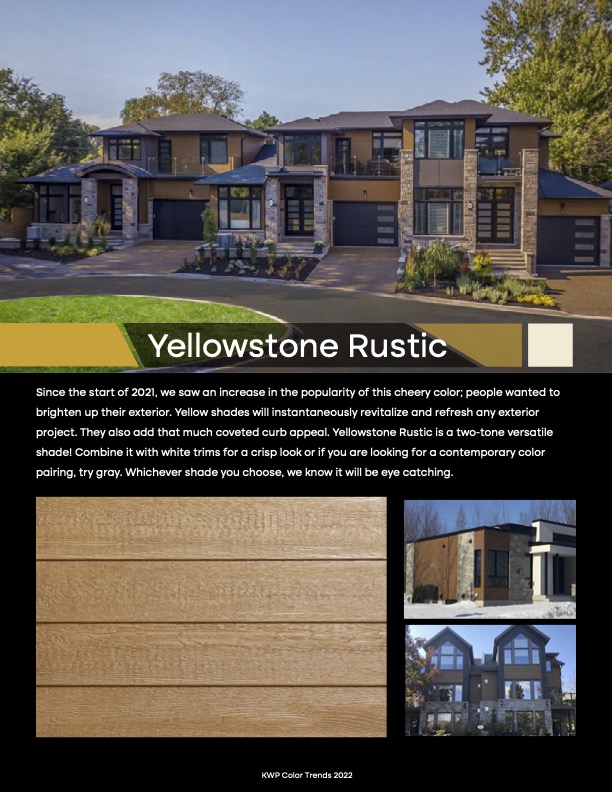 Yellowstone Rustic
Since the start of 2021, we saw an increase in the popularity of this cheery color; people wanted to
brighten up their exterior. Yellow shades will instantaneously revitalize and refresh any exterior
project. They also add that much coveted curb appeal. Yellowstone Rustic is a two-tone versatile
shade! Combine it with white trims for a crisp look or if you are looking for a contemporary color
pairing, try gray. Whichever shade you choose, we know it will be eye catching.
KWP Color Trends 2022